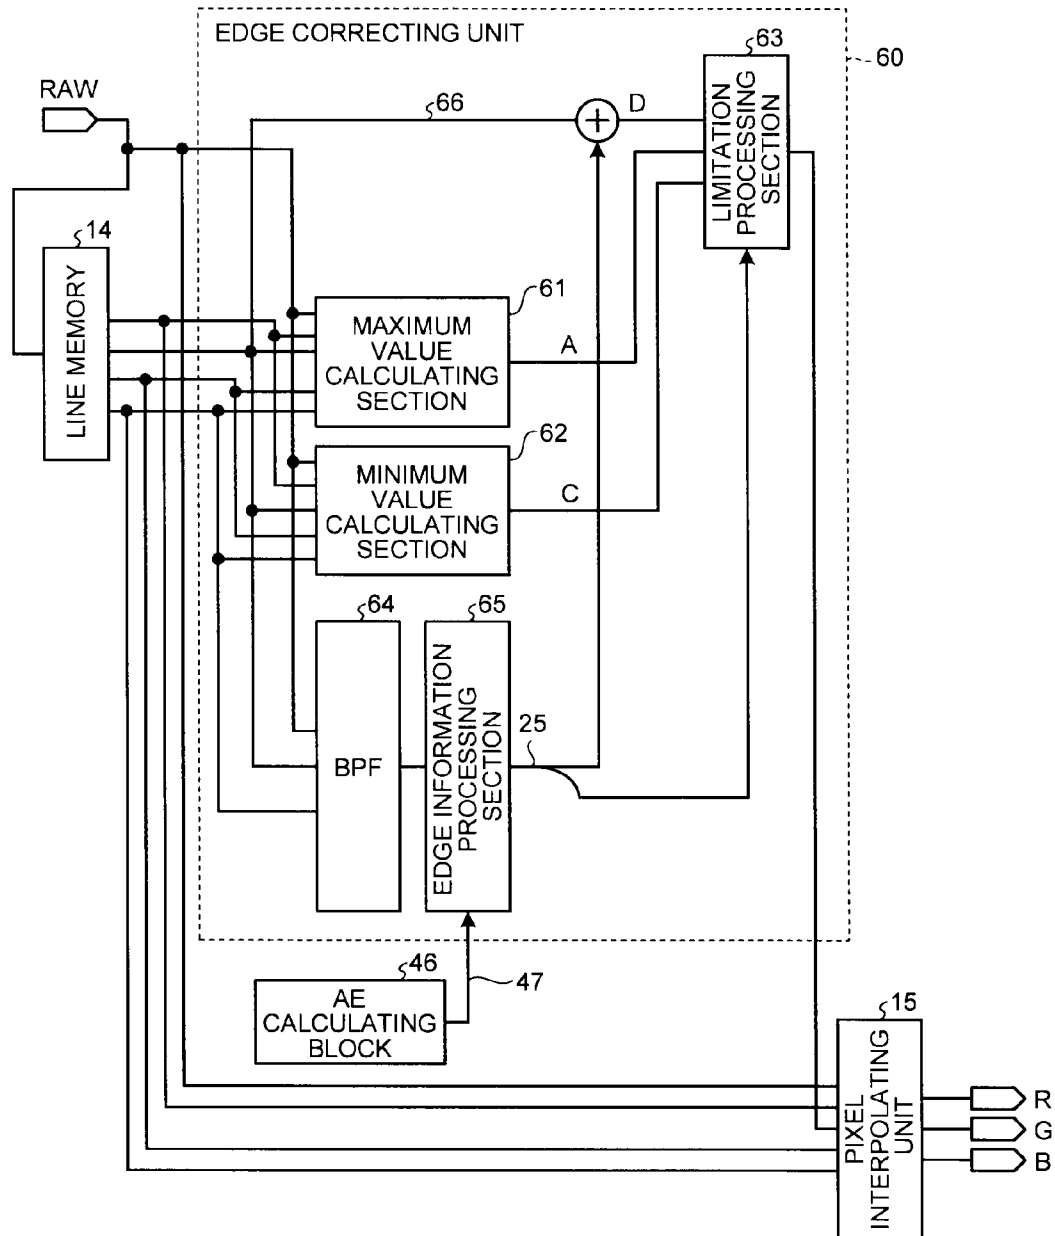 EDGE CORRECTING UNIT
60
RAW
66
D
63
LIMITATION
PROCESSING
SECTION
14
LINE MEMORY
61
MAXIMUM
VALUE
CALCULATING
SECTION
A
62
MINIMUM
VALUE
CALCULATING
SECTION
C
64
BPF
65
EDGE INFORMATION
PROCESSING
SECTION
25
46
AE
CALCULATING
BLOCK
47
15
PIXEL
INTERPOLATING
UNIT
R
G
B